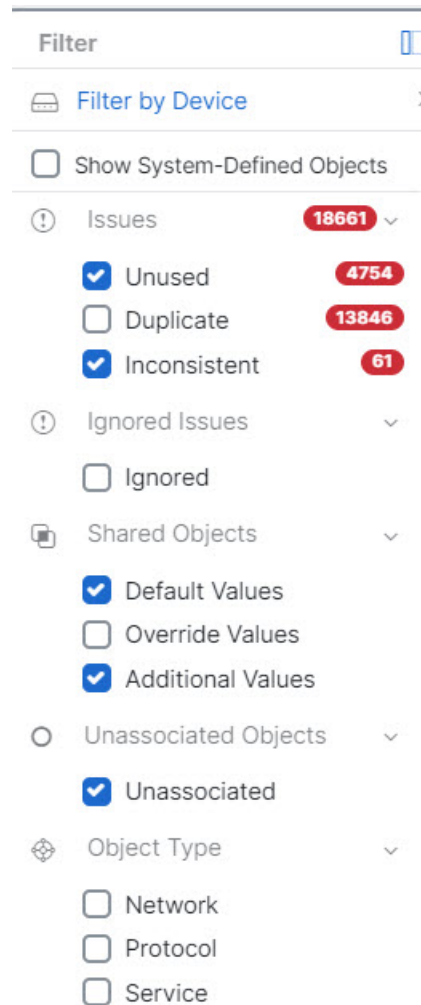 Filter
Filter by Device
Show System-Defined Objects
Issues 18661
Unused 4754
Duplicate 13846
Inconsistent 61
Ignored Issues
Ignored
Shared Objects
Default Values
Override Values
Additional Values
Unassociated Objects
Unassociated
Object Type
Network
Protocol
Service